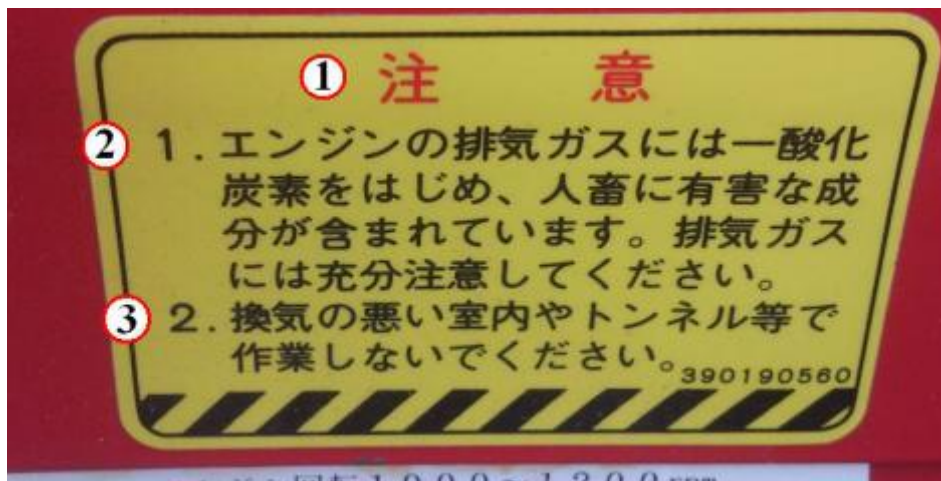 ① 注 意
② 1. エンジンの排気ガスには一酸化
炭素をはじめ、人畜に有害な成
分が含まれています。排気ガス
には充分注意してください。
③ 2. 換気の悪い室内やトンネル等で
作業しないでください。
390190560